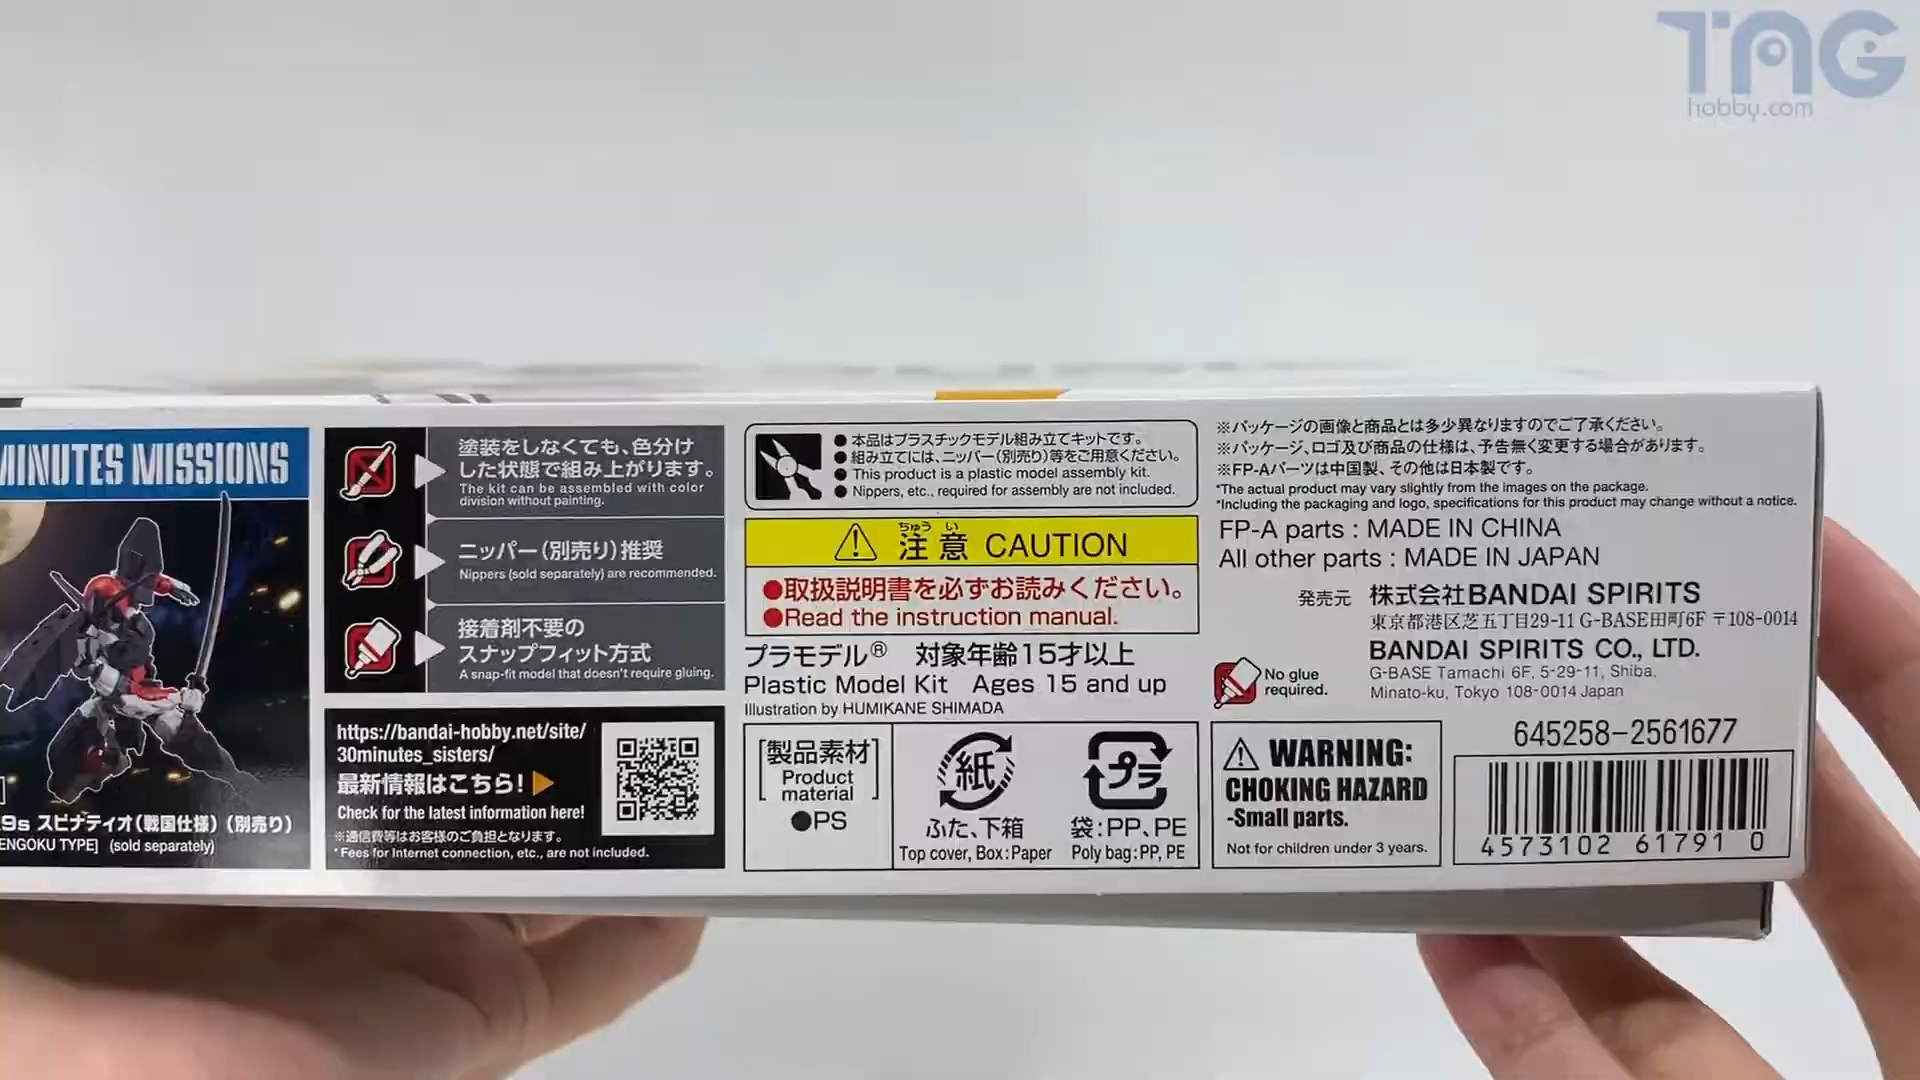 TAG
hobby.com
MINUTES MISSIONS
9s スピナティオ(戦国仕様)(別売り)
ENGOKU TYPE] (sold separately)
塗装をしなくても、色分け
した状態で組み上がります。
The kit can be assembled with color
division without painting.
ニッパー(別売り)推奨
Nippers (sold separately) are recommended.
接着剤不要の
スナップフィット方式
A snap-fit model that doesn't require gluing.
https://bandai-hobby.net/site/
30minutes_sisters/
最新情報はこちら!
Check for the latest information here!
※通信費等はお客様のご負担となります。
*Fees for Internet connection, etc., are not included.
●本品はプラスチックモデル組み立てキットです。
●組み立てには、ニッパー(別売り)等をご用意ください。
●This product is a plastic model assembly kit.
●Nippers, etc., required for assembly are not included.
ちゅう い
注意 CAUTION
●取扱説明書を必ずお読みください。
●Read the instruction manual.
プラモデル® 対象年齢15才以上
Plastic Model Kit Ages 15 and up
Illustration by HUMIKANE SHIMADA
[製品素材]
Product
material
●PS
紙
ふた、下箱
Top cover, Box:Paper
プラ
袋:PP、PE
Poly bag:PP, PE
※パッケージの画像と商品とは多少異なりますのでご了承ください。
※パッケージ、ロゴ及び商品の仕様は、予告無く変更する場合があります。
※FP-Aパーツは中国製、その他は日本製です。
*The actual product may vary slightly from the images on the package.
*Including the packaging and logo, specifications for this product may change without a notice.
FP-A parts : MADE IN CHINA
All other parts : MADE IN JAPAN
発売元 株式会社BANDAI SPIRITS
東京都港区芝五丁目29-11 G-BASE田町6F 〒108-0014
BANDAI SPIRITS CO., LTD.
G-BASE Tamachi 6F, 5-29-11, Shiba,
Minato-ku, Tokyo 108-0014 Japan
No glue
required.
WARNING:
CHOKING HAZARD
-Small parts.
Not for children under 3 years.
645258-2561677
4573102 61791 0